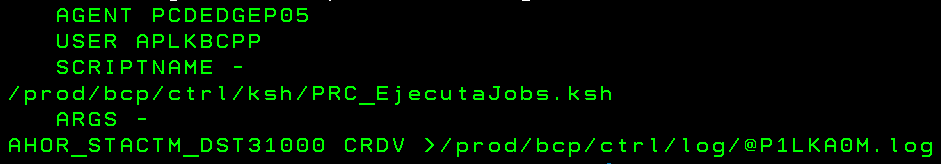 AGENT PCDEDGEP05
USER APLKBCPP
SCRIPTNAME -
/prod/bcp/ctrl/ksh/PRC_EjecutaJobs.ksh
ARGS -
AHOR_STACTM_DST31000 CRDV >/prod/bcp/ctrl/log/@P1LKA0M.log